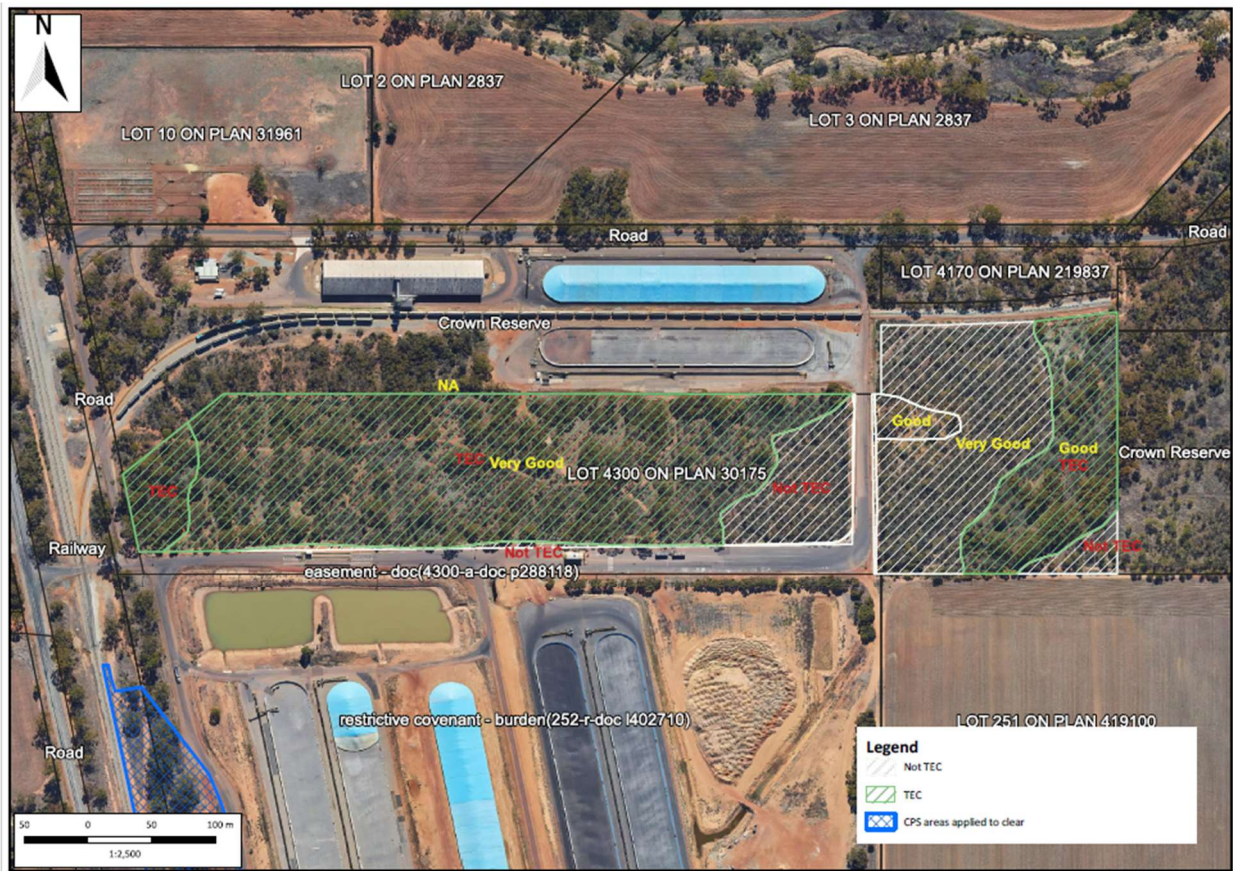 N
LOT 2 ON PLAN 2837
LOT 10 ON PLAN 31961
LOT 3 ON PLAN 2837
Road
Road
LOT 4170 ON PLAN 219837
Crown Reserve
Road
NA
Good
Very Good
Good
TEC
Crown Reserve
TEC
TEC
Very Good
LOT 4300 ON PLAN 30175
Not TEC
Railway
Not TEC
Not TEC
easement - doc(4300-a-doc p288118)
restrictive covenant - burden(252-r-doc l402710)
LOT 251 ON PLAN 419100
Road
Legend
Not TEC
TEC
CPS areas applied to clear
50 0 50 100 m
1:2,500